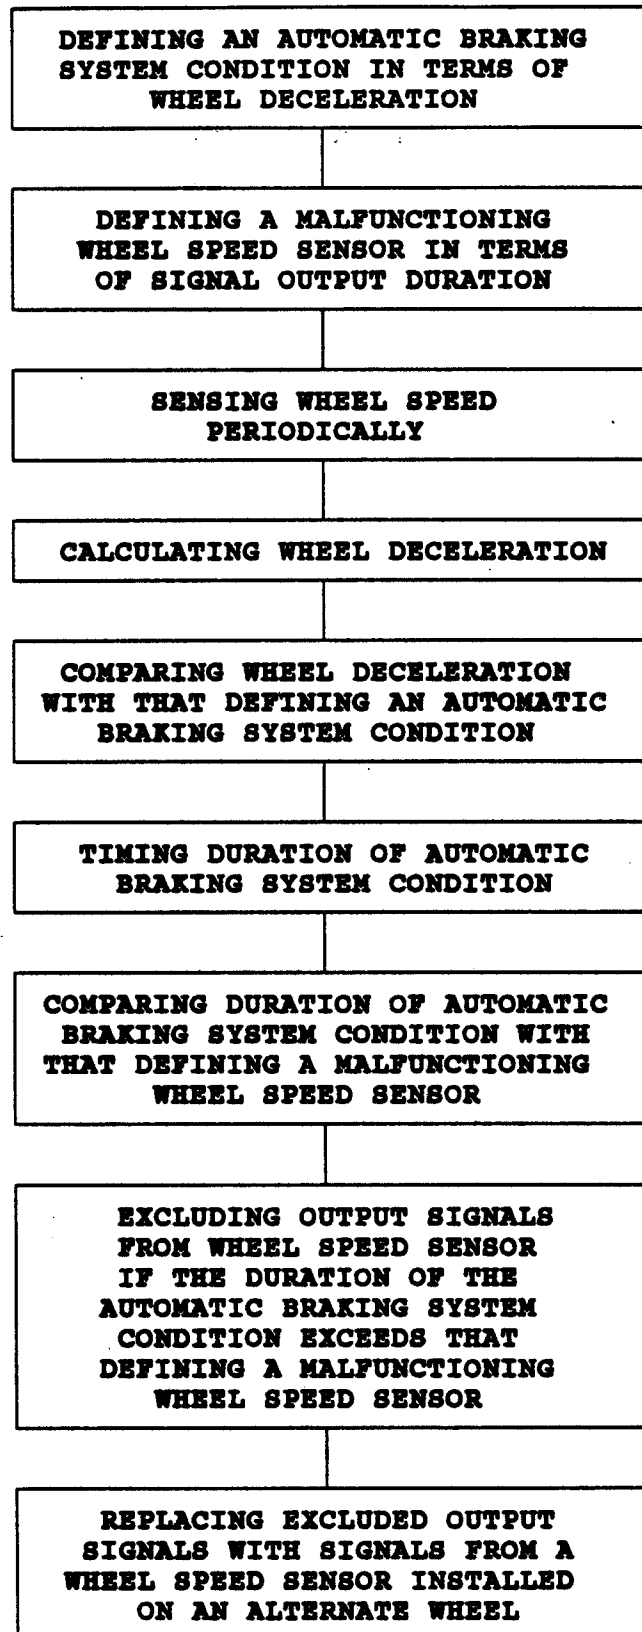 DEFINING AN AUTOMATIC BRAKING
SYSTEM CONDITION IN TERMS OF
WHEEL DECELERATION
DEFINING A MALFUNCTIONING
WHEEL SPEED SENSOR IN TERMS
OF SIGNAL OUTPUT DURATION
SENSING WHEEL SPEED
PERIODICALLY
CALCULATING WHEEL DECELERATION
COMPARING WHEEL DECELERATION
WITH THAT DEFINING AN AUTOMATIC
BRAKING SYSTEM CONDITION
TIMING DURATION OF AUTOMATIC
BRAKING SYSTEM CONDITION
COMPARING DURATION OF AUTOMATIC
BRAKING SYSTEM CONDITION WITH
THAT DEFINING A MALFUNCTIONING
WHEEL SPEED SENSOR
EXCLUDING OUTPUT SIGNALS
FROM WHEEL SPEED SENSOR
IF THE DURATION OF THE
AUTOMATIC BRAKING SYSTEM
CONDITION EXCEEDS THAT
DEFINING A MALFUNCTIONING
WHEEL SPEED SENSOR
REPLACING EXCLUDED OUTPUT
SIGNALS WITH SIGNALS FROM A
WHEEL SPEED SENSOR INSTALLED
ON AN ALTERNATE WHEEL